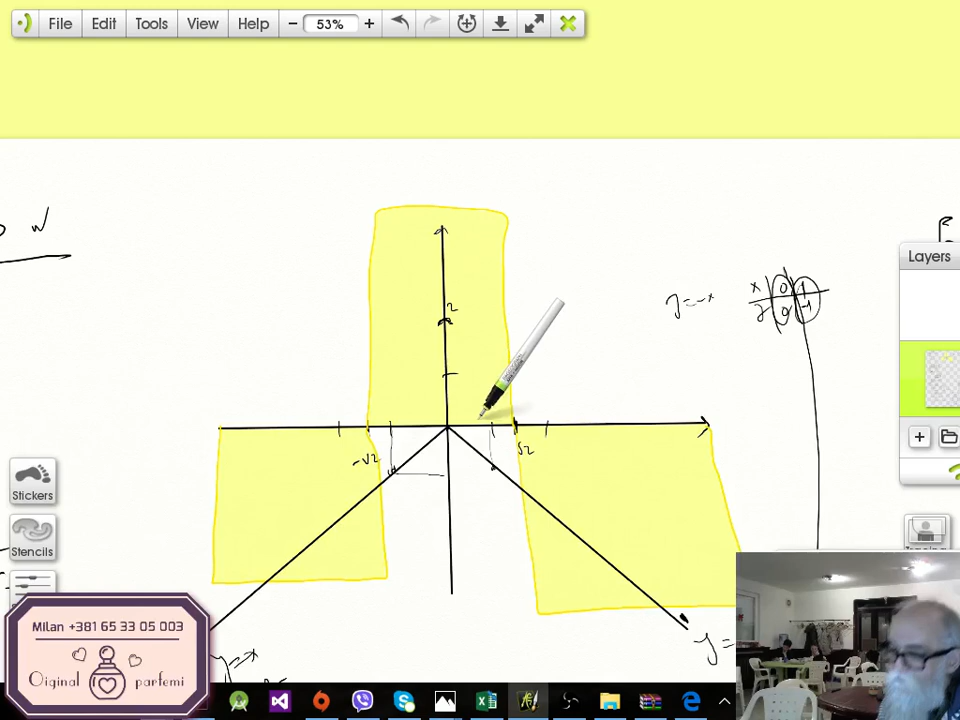 File Edit Tools View Help − 53% +
Layers
2
y=-x
x 0 1
y 0 -1
-√2
√2
Stickers
Stencils
y=x
y=
Milan +381 65 33 05 003
Oiginal parfemi